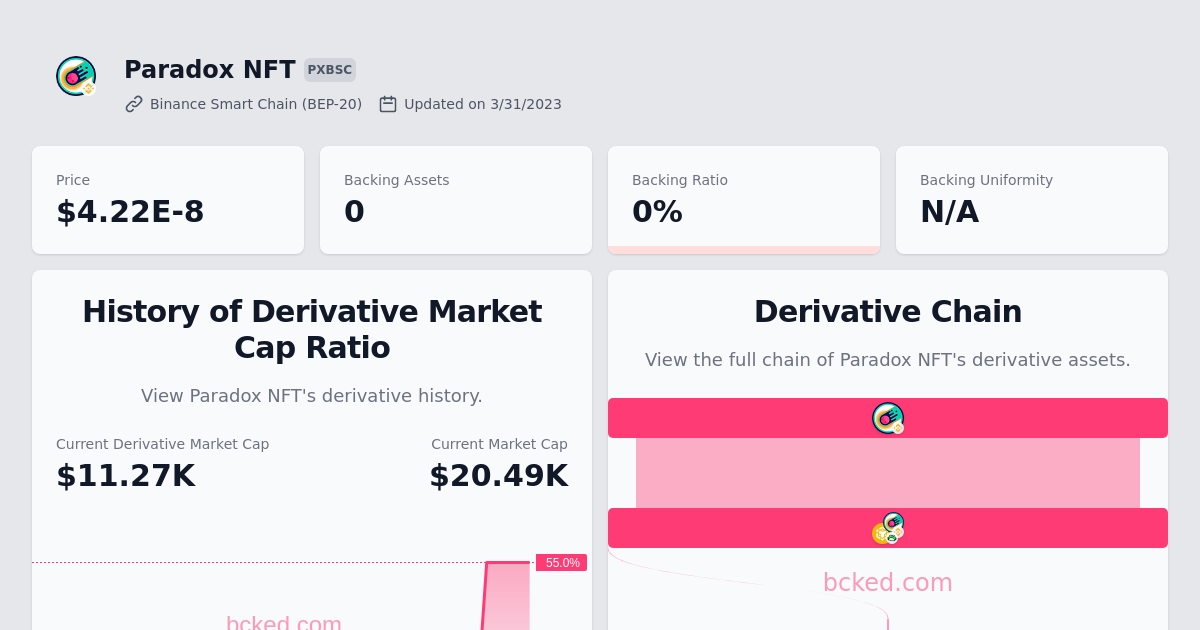 Paradox NFT PXBSC
Binance Smart Chain (BEP-20) Updated on 3/31/2023
Price
$4.22E-8
Backing Assets
0
Backing Ratio
0%
Backing Uniformity
N/A
History of Derivative Market
Cap Ratio
View Paradox NFT's derivative history.
Current Derivative Market Cap
$11.27K
Current Market Cap
$20.49K
55.0%
bcked.com
Derivative Chain
View the full chain of Paradox NFT's derivative assets.
bcked.com